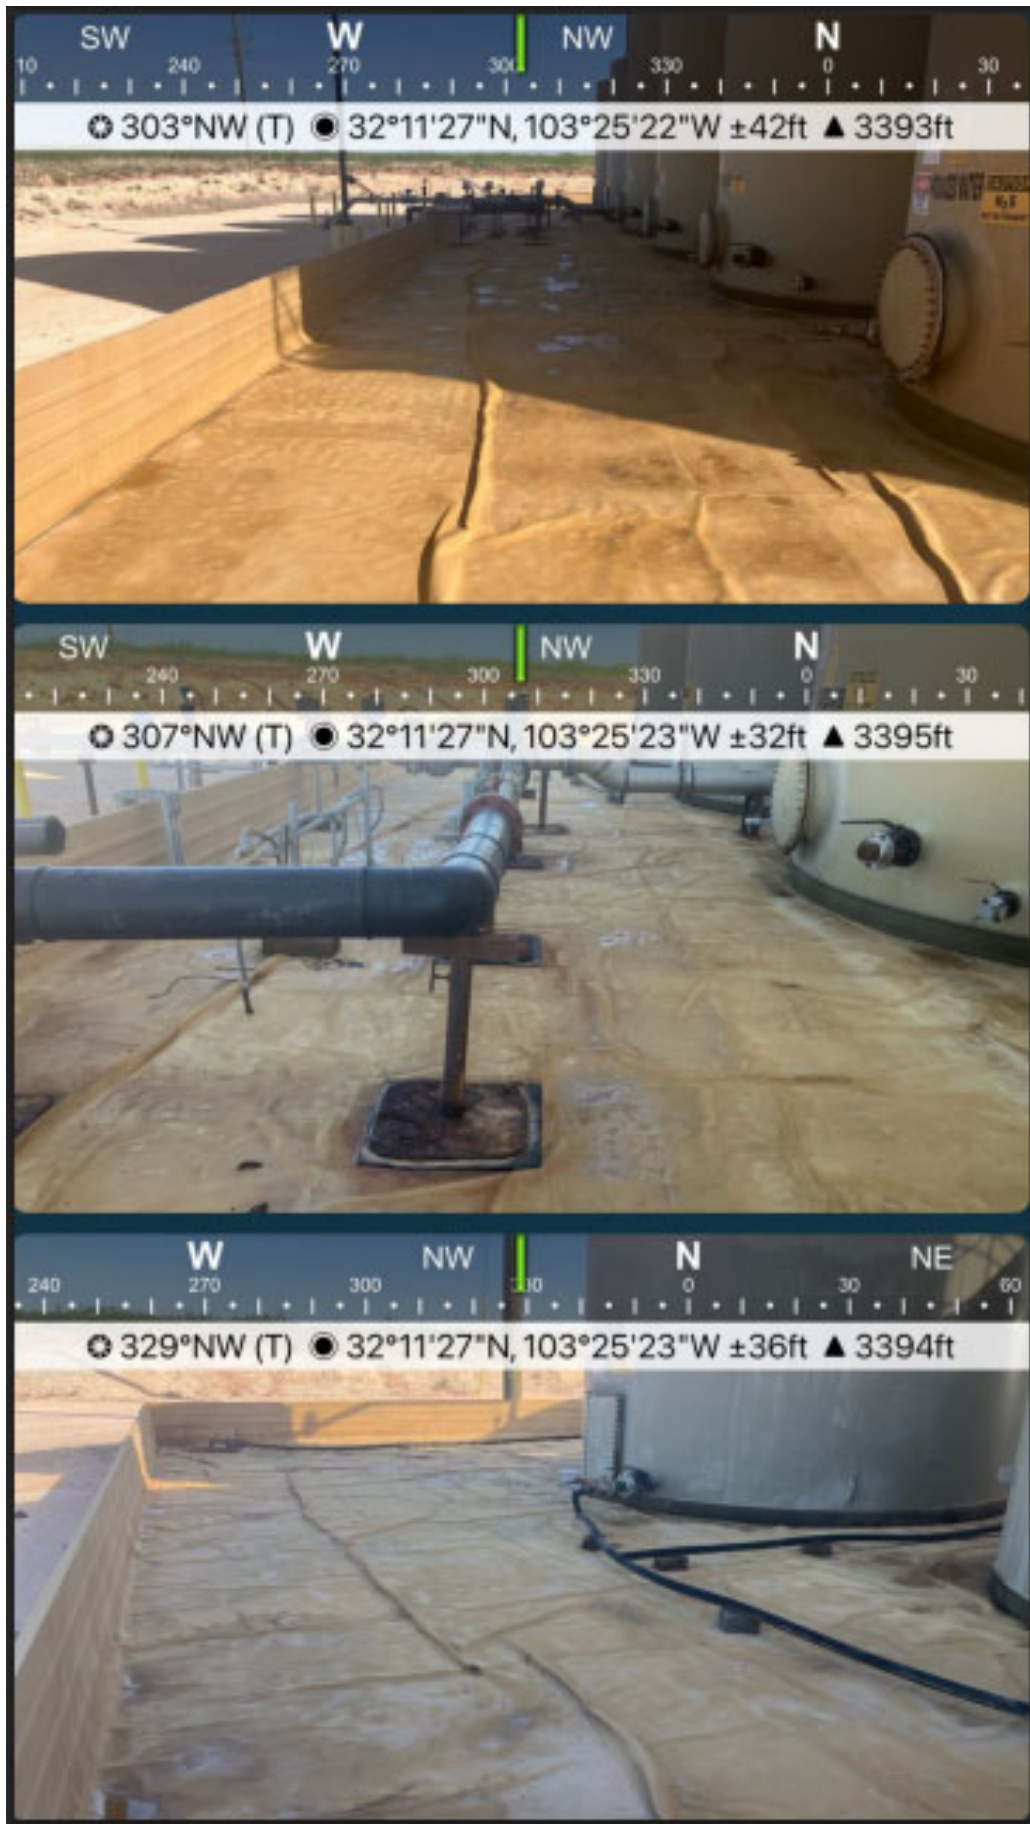 SW W NW N
10 240 270 300 330 0 30
303°NW (T) 32°11'27"N, 103°25'22"W ±42ft ▲ 3393ft
H₂S
SW W NW N
240 270 300 330 0 30
307°NW (T) 32°11'27"N, 103°25'23"W ±32ft ▲ 3395ft
W NW N NE
240 270 300 330 0 30 60
329°NW (T) 32°11'27"N, 103°25'23"W ±36ft ▲ 3394ft